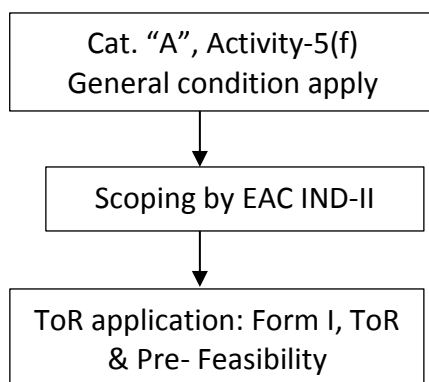 Cat. “A”, Activity-5(f)
General condition apply
Scoping by EAC IND-II
ToR application: Form I, ToR
& Pre- Feasibility